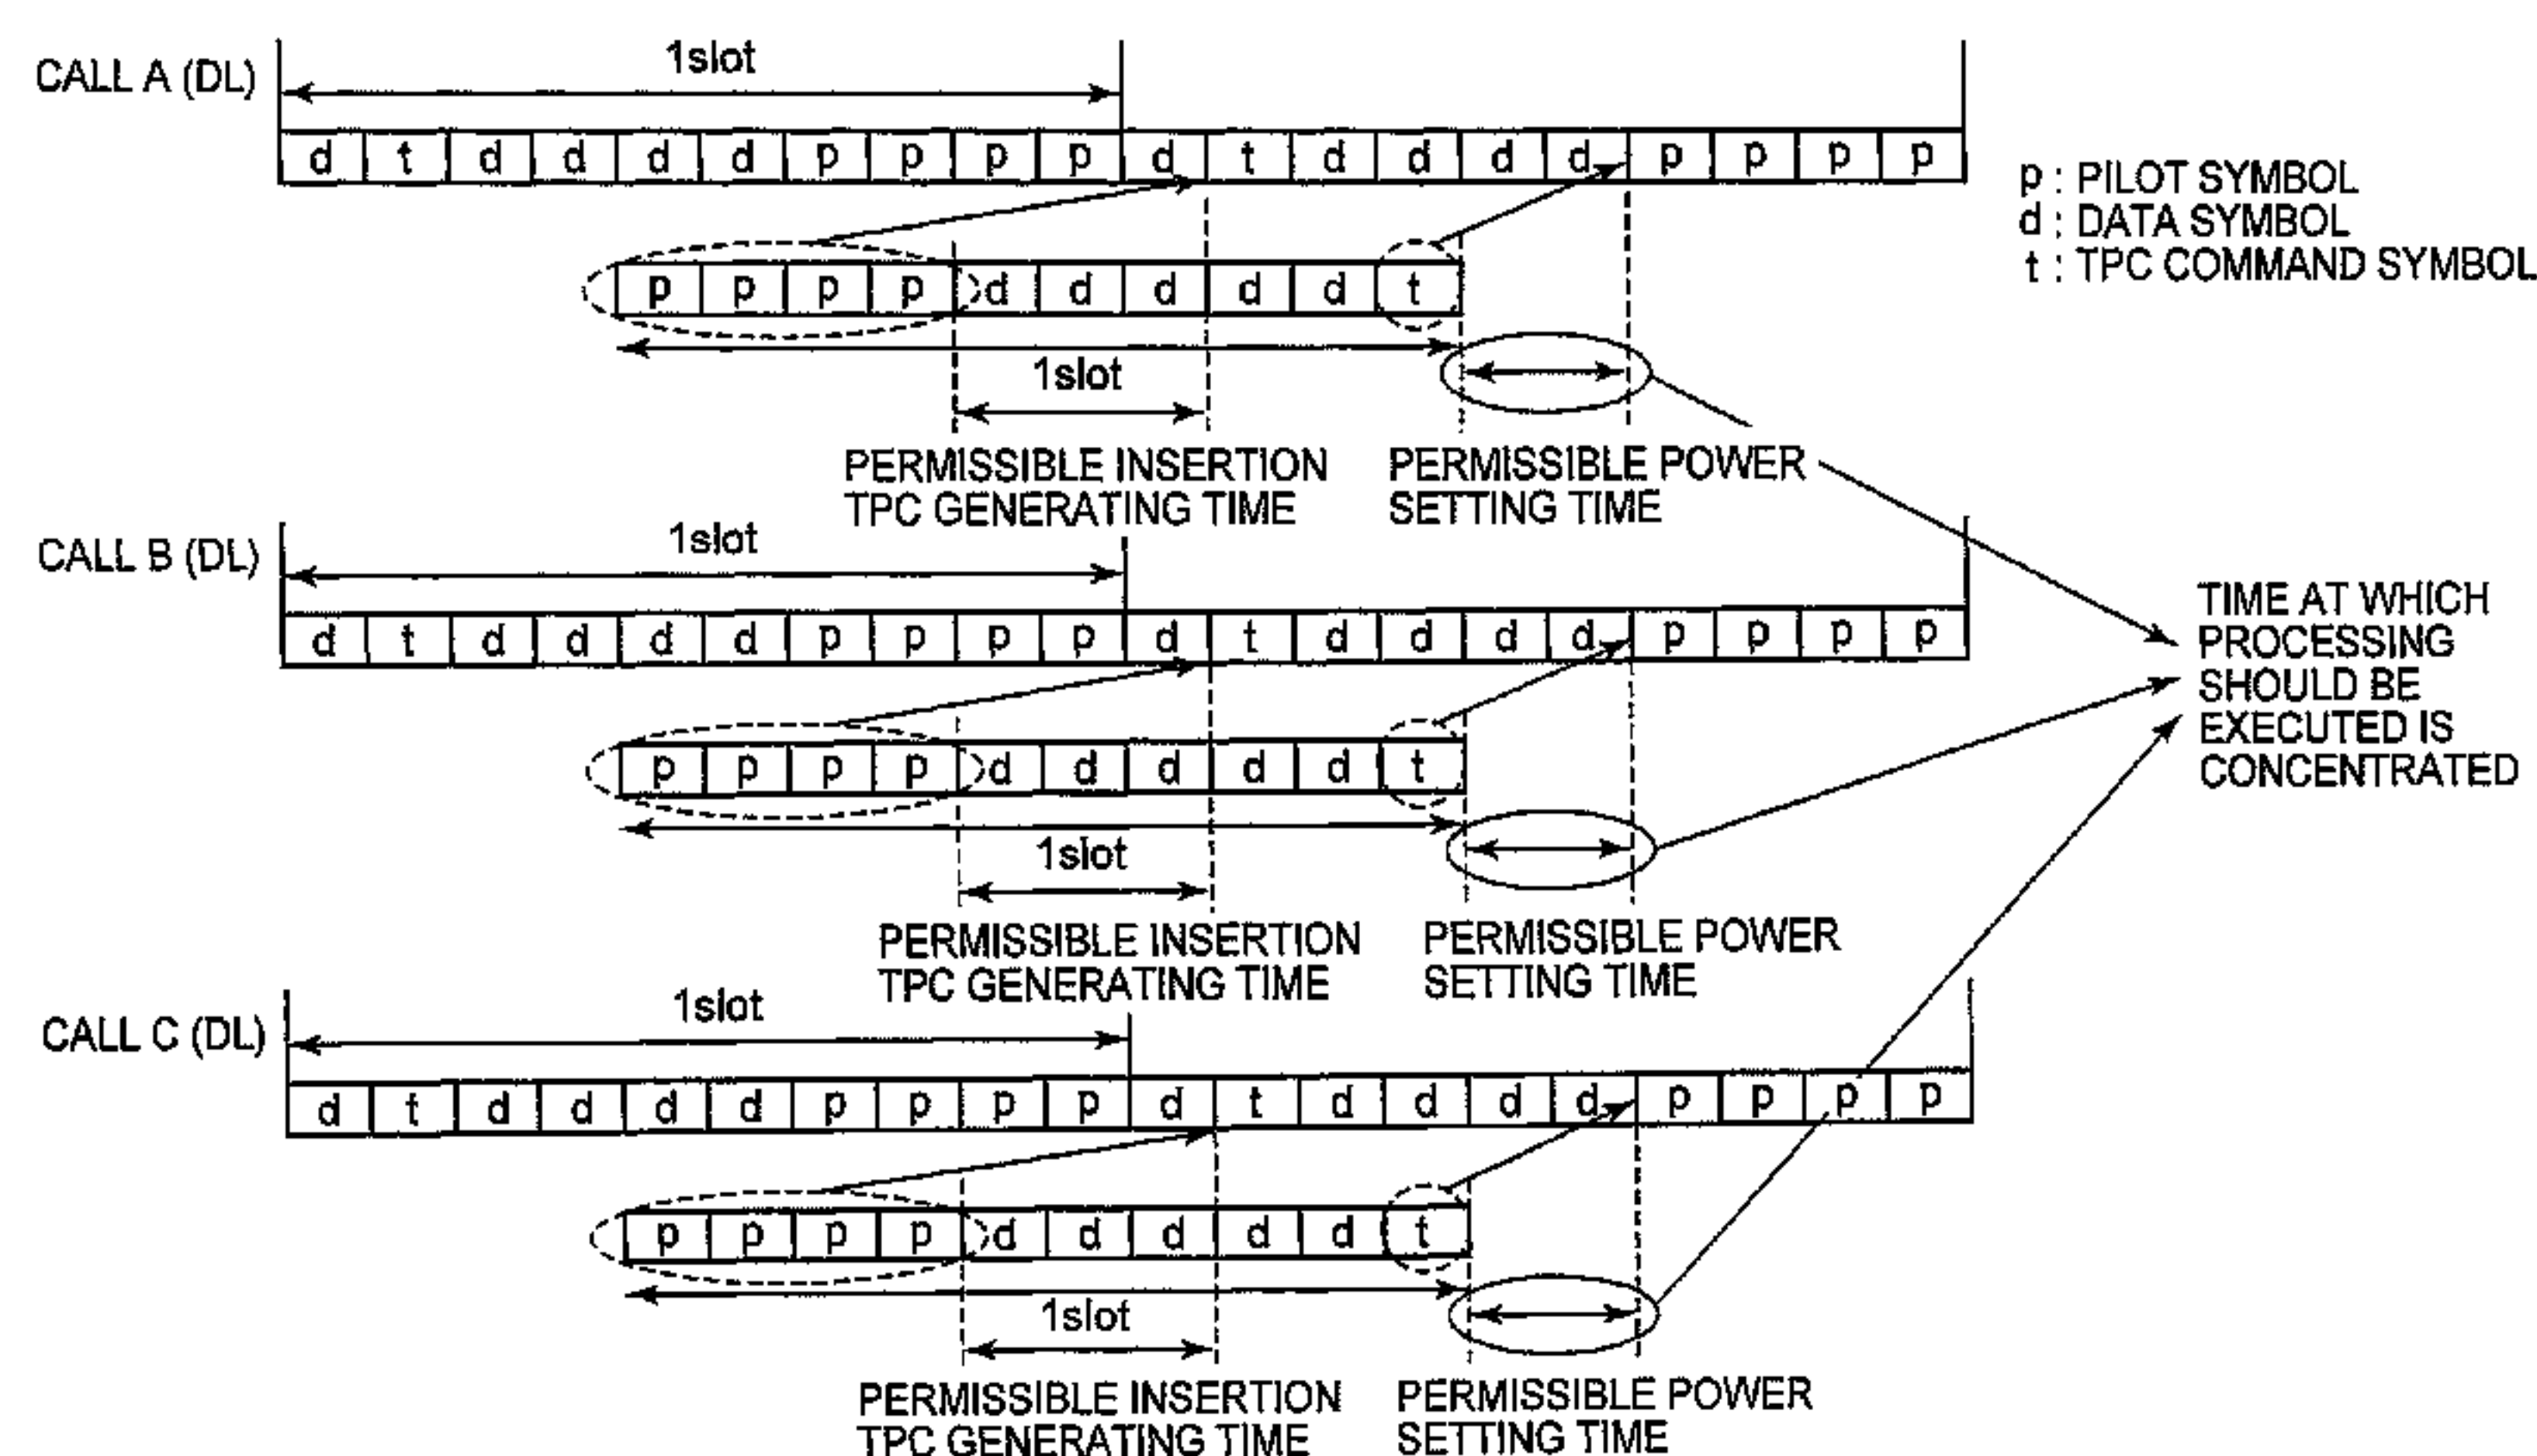 1slot
CALL A (DL)
d t d d d d p p p p d t d d d d p p p p
p : PILOT SYMBOL
d : DATA SYMBOL
t : TPC COMMAND SYMBOL
p p p p d d d d d t
1slot
PERMISSIBLE INSERTION
TPC GENERATING TIME
PERMISSIBLE POWER
SETTING TIME
1slot
CALL B (DL)
d t d d d d p p p p d t d d d d p p p p
TIME AT WHICH
PROCESSING
SHOULD BE
EXECUTED IS
CONCENTRATED
p p p p d d d d d t
1slot
PERMISSIBLE INSERTION
TPC GENERATING TIME
PERMISSIBLE POWER
SETTING TIME
1slot
CALL C (DL)
d t d d d d p p p p d t d d d d p p p p
p p p p d d d d d t
1slot
PERMISSIBLE INSERTION
TPC GENERATING TIME
PERMISSIBLE POWER
SETTING TIME